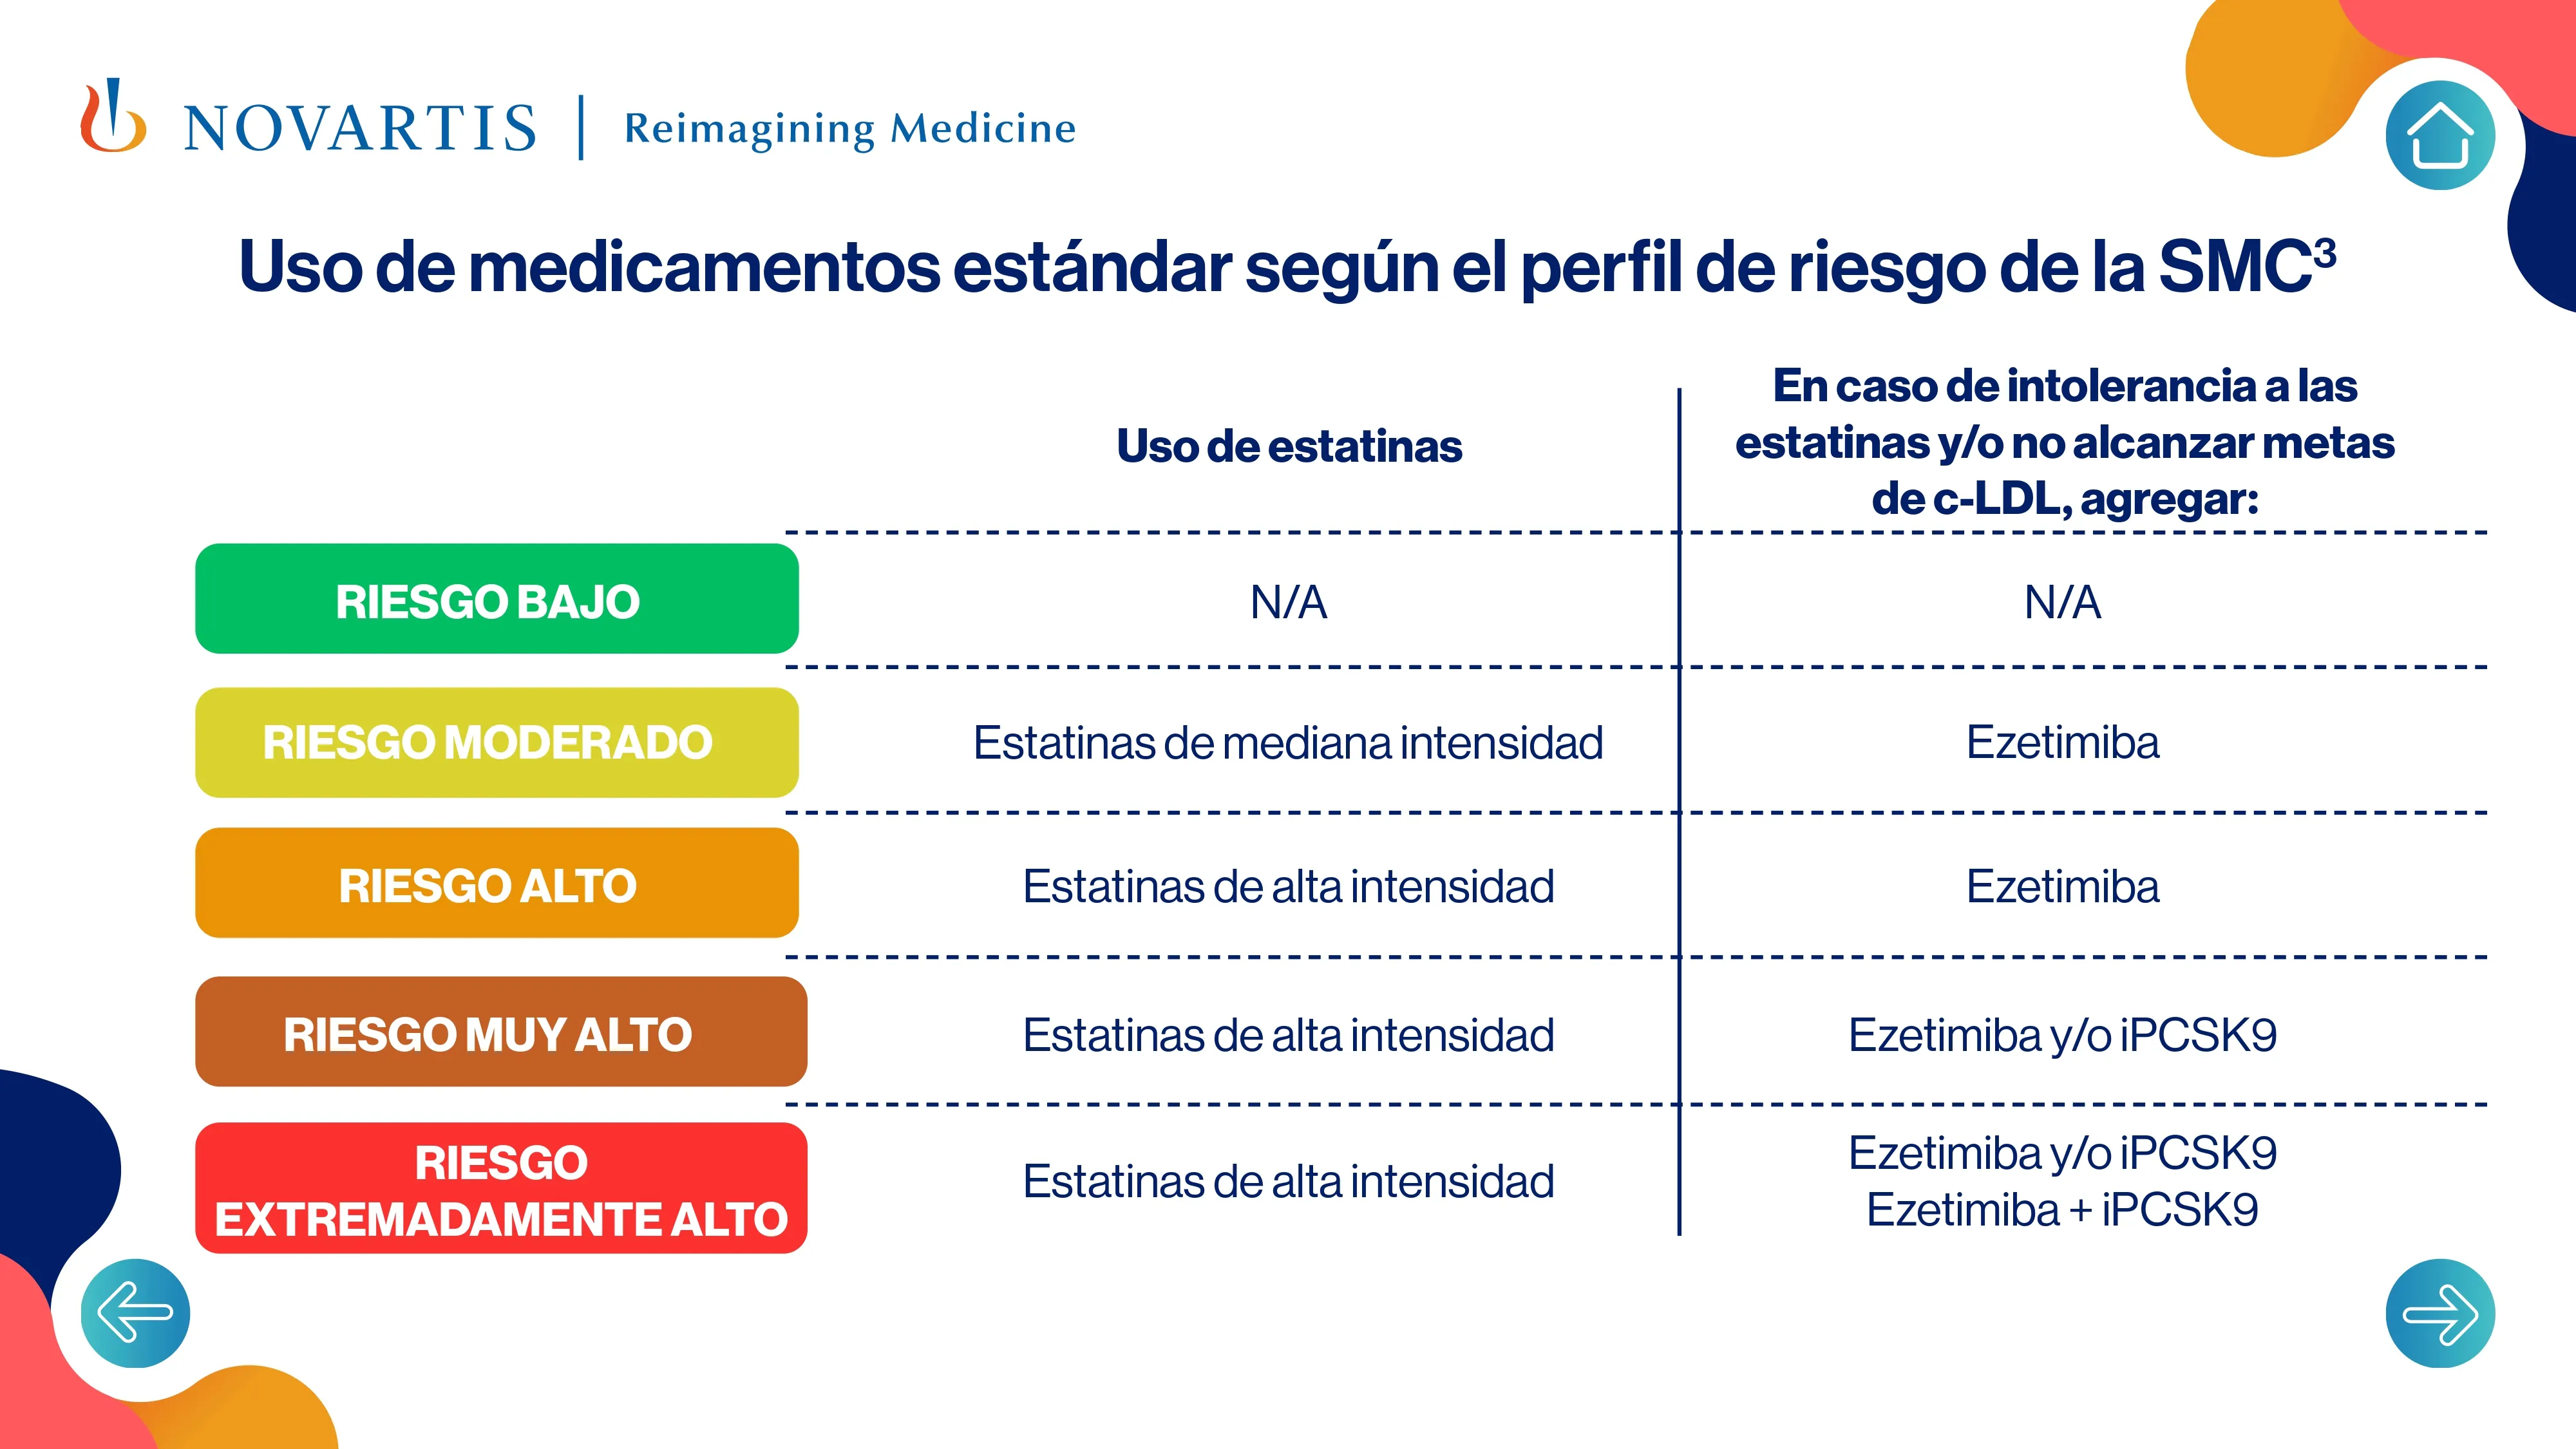 NOVARTIS | Reimagining Medicine
Uso de medicamentos estándar según el perfil de riesgo de la SMC³
Uso de estatinas
En caso de intolerancia a las
estatinas y/o no alcanzar metas
de c-LDL, agregar:
RIESGO BAJO
N/A
N/A
RIESGO MODERADO
Estatinas de mediana intensidad
Ezetimiba
RIESGO ALTO
Estatinas de alta intensidad
Ezetimiba
RIESGO MUY ALTO
Estatinas de alta intensidad
Ezetimiba y/o iPCSK9
RIESGO
EXTREMADAMENTE ALTO
Estatinas de alta intensidad
Ezetimiba y/o iPCSK9
Ezetimiba + iPCSK9